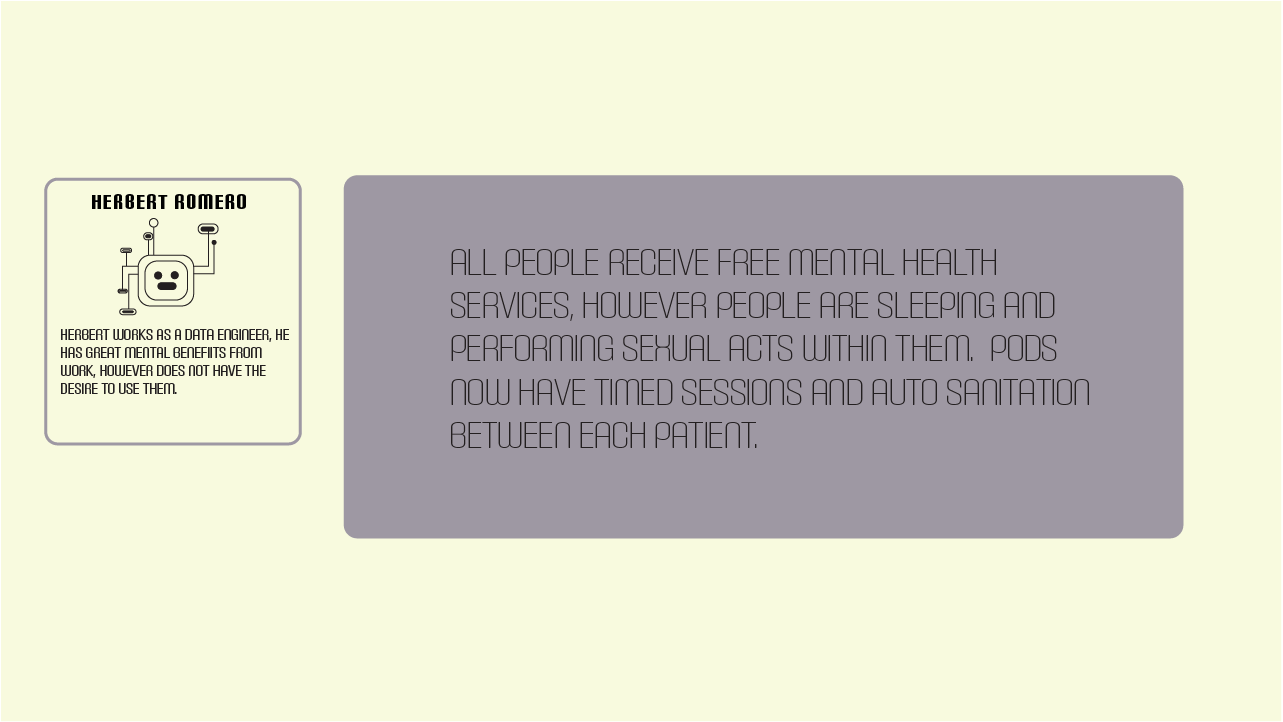 HERBERT ROMERO
HERBERT WORKS AS A DATA ENGINEER, HE
HAS GREAT MENTAL BENEFIITS FROM
WORK, HOWEVER DOES NOT HAVE THE
DESIRE TO USE THEM.
ALL PEOPLE RECEIVE FREE MENTAL HEALTH
SERVICES, HOWEVER PEOPLE ARE SLEEPING AND
PERFORMING SEXUAL ACTS WITHIN THEM.  PODS
NOW HAVE TIMED SESSIONS AND AUTO SANITATION
BETWEEN EACH PATIENT.